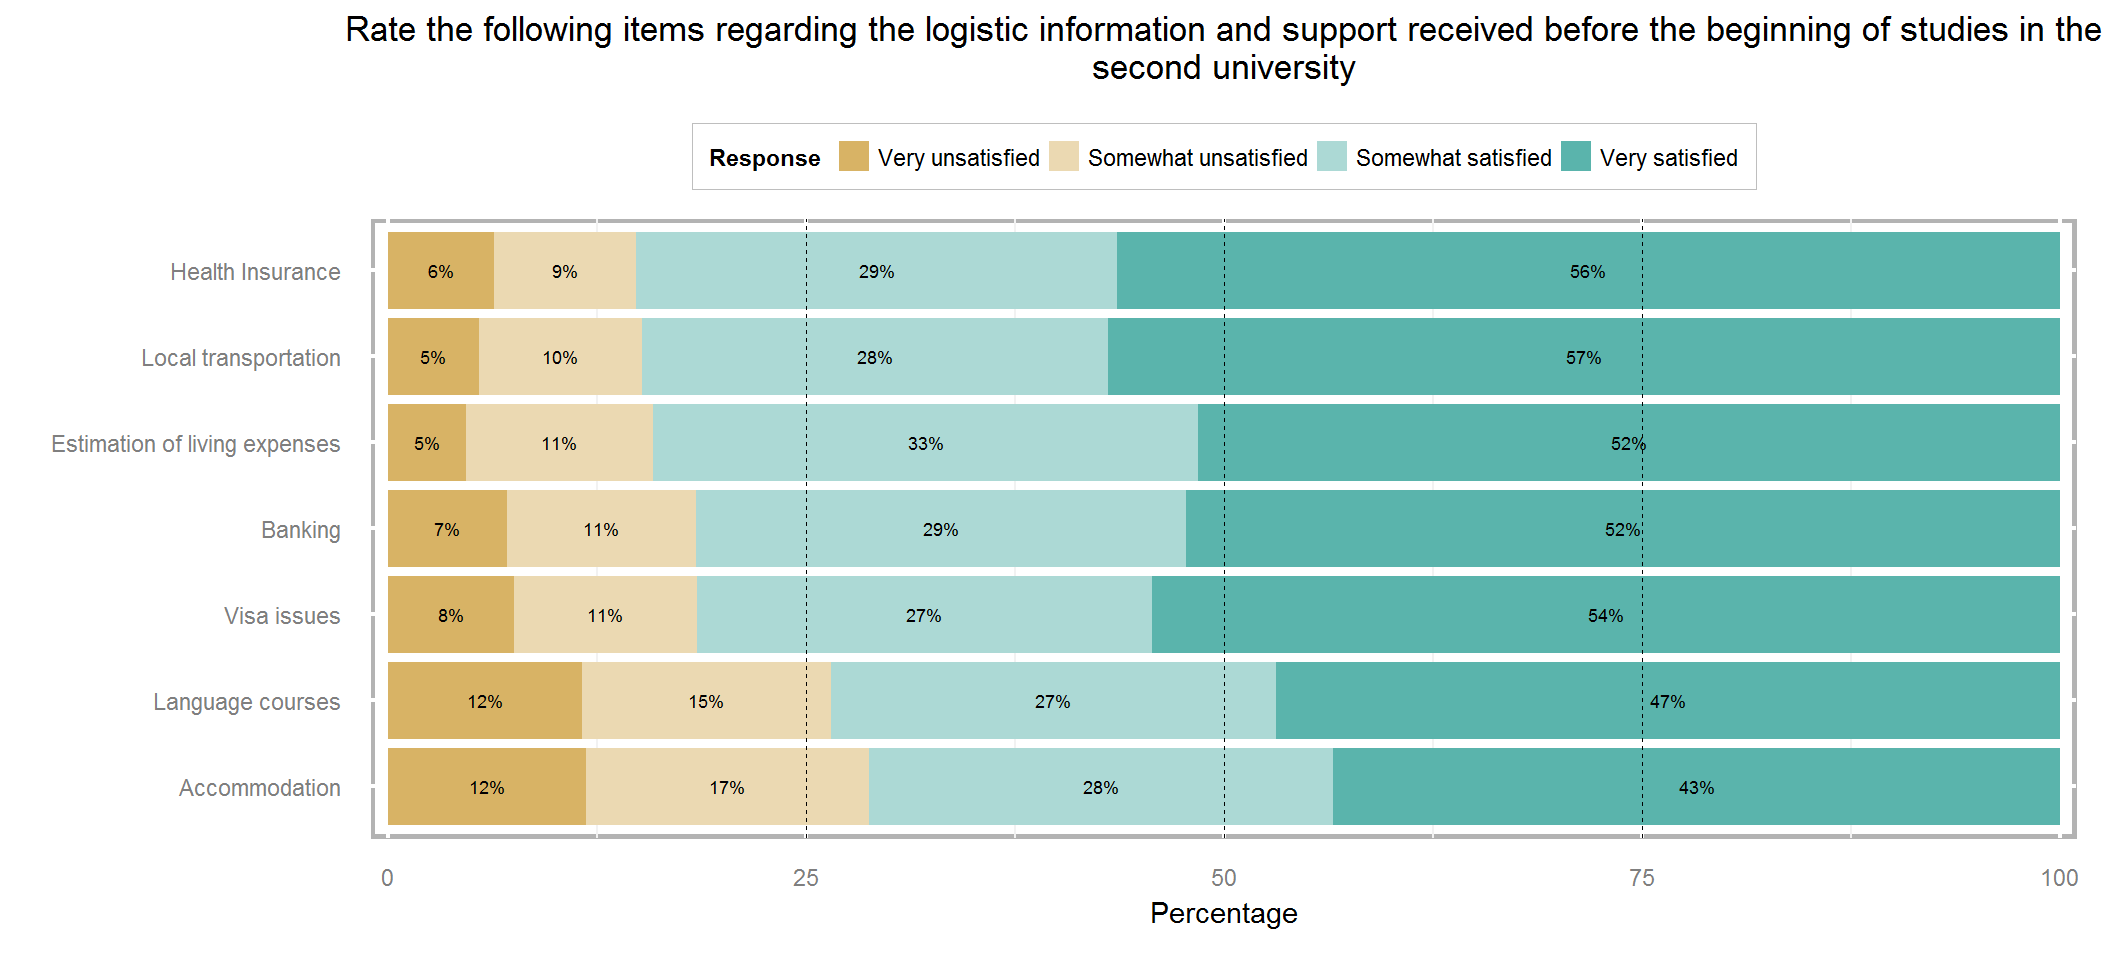 Rate the following items regarding the logistic information and support received before the beginning of studies in the
second university
Response Very unsatisfied Somewhat unsatisfied Somewhat satisfied Very satisfied
Health Insurance 6% 9% 29% 56%
Local transportation 5% 10% 28% 57%
Estimation of living expenses 5% 11% 33% 52%
Banking 7% 11% 29% 52%
Visa issues 8% 11% 27% 54%
Language courses 12% 15% 27% 47%
Accommodation 12% 17% 28% 43%
0 25 50 75 100
Percentage